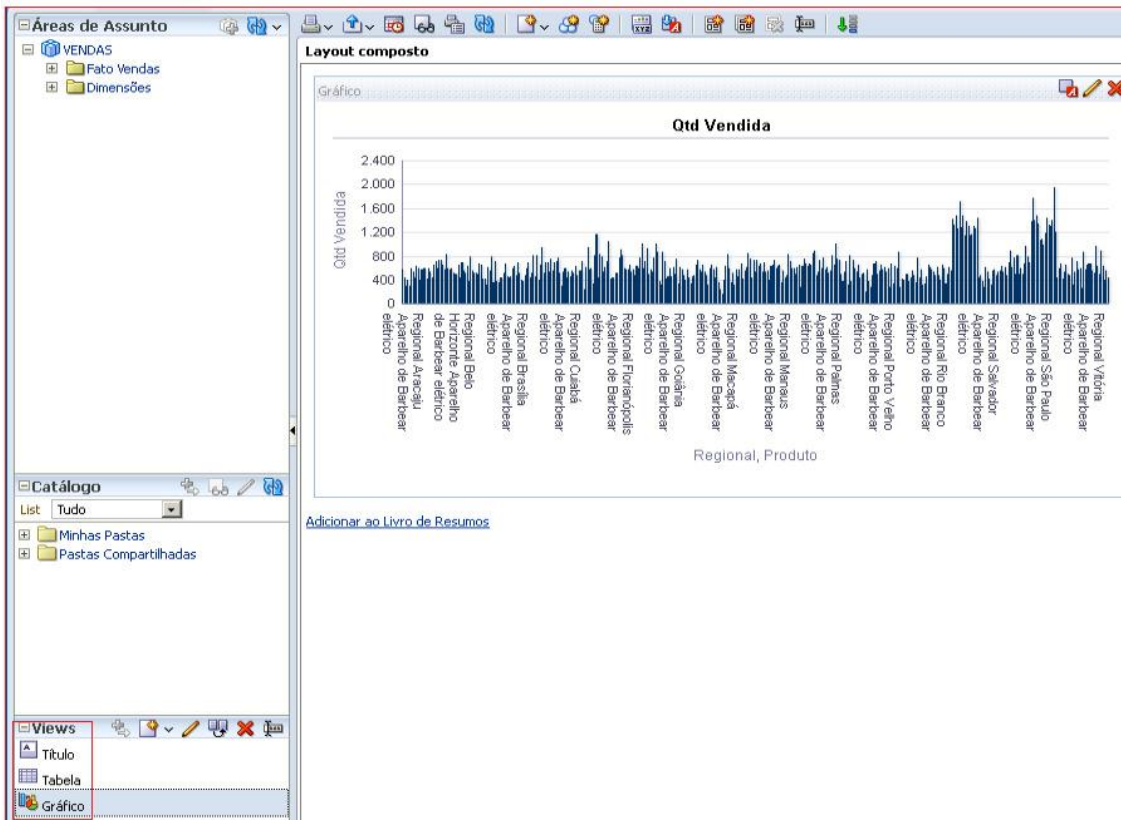 Áreas de Assunto
VENDAS
Fato Vendas
Dimensões
Catálogo
List Tudo
Minhas Pastas
Pastas Compartilhadas
Views
Título
Tabela
Gráfico
XYZ
Layout composto
Gráfico
Qtd Vendida
Qtd Vendida
2.400
2.000
1.600
1.200
800
400
0
Regional Aracaju
Aparelho de Barbear
elétrico
Regional Belo
Horizonte Aparelho
de Barbear elétrico
Regional Brasília
Aparelho de Barbear
elétrico
Regional Cuiabá
Aparelho de Barbear
elétrico
Regional Florianópolis
Aparelho de Barbear
elétrico
Regional Goiânia
Aparelho de Barbear
elétrico
Regional Macapá
Aparelho de Barbear
elétrico
Regional Manaus
Aparelho de Barbear
elétrico
Regional Palmas
Aparelho de Barbear
elétrico
Regional Porto Velho
Aparelho de Barbear
elétrico
Regional Rio Branco
Aparelho de Barbear
elétrico
Regional Salvador
Aparelho de Barbear
elétrico
Regional São Paulo
Aparelho de Barbear
elétrico
Regional Vitória
Aparelho de Barbear
elétrico
Regional, Produto
Adicionar ao Livro de Resumos